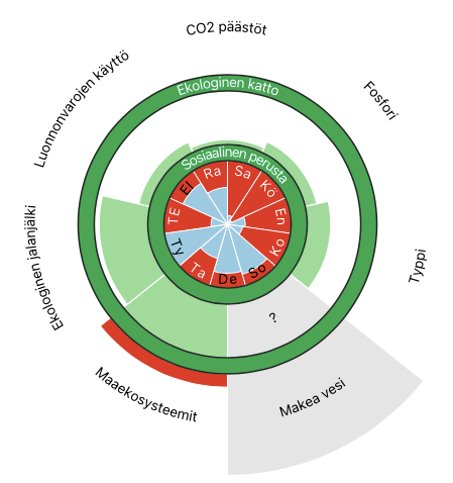 CO2 päästöt
Fosfori
Typpi
Makea vesi
?
Maaekosysteemit
Ekologinen jalanjälki
Luonnonvarojen käyttö
Ekologinen katto
Sosiaalinen perusta
Sa
Kö
En
Ko
So
De
Ta
Ty
TE
El
Ra